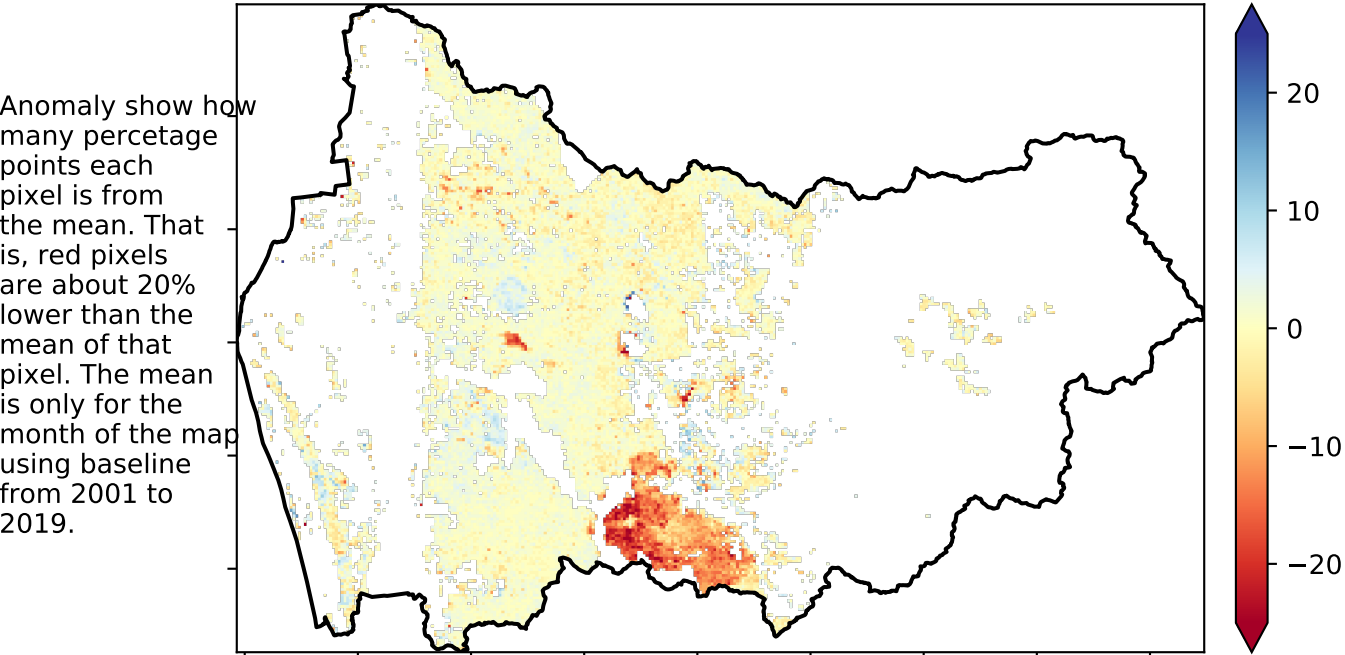 Anomaly show how
many percetage
points each
pixel is from
the mean. That
is, red pixels
are about 20%
lower than the
mean of that
pixel. The mean
is only for the
month of the map
using baseline
from 2001 to
2019.
20
10
0
−10
−20